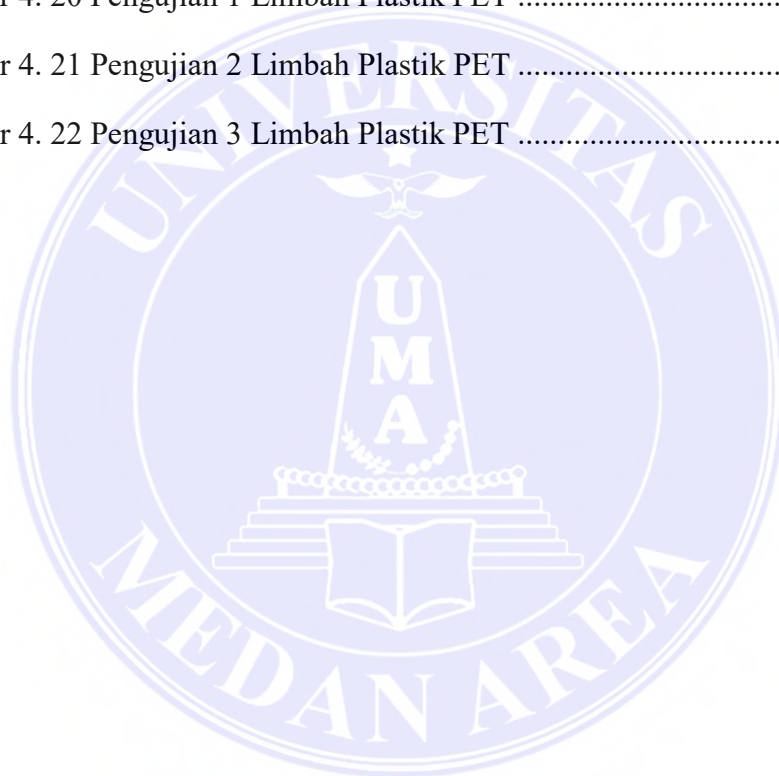 r 4. 20 Pengujian 1 Limbah Plastik PET ..................................
r 4. 21 Pengujian 2 Limbah Plastik PET ..................................
r 4. 22 Pengujian 3 Limbah Plastik PET ..................................
UNIVERSITAS
U
M
A
MEDAN AREA